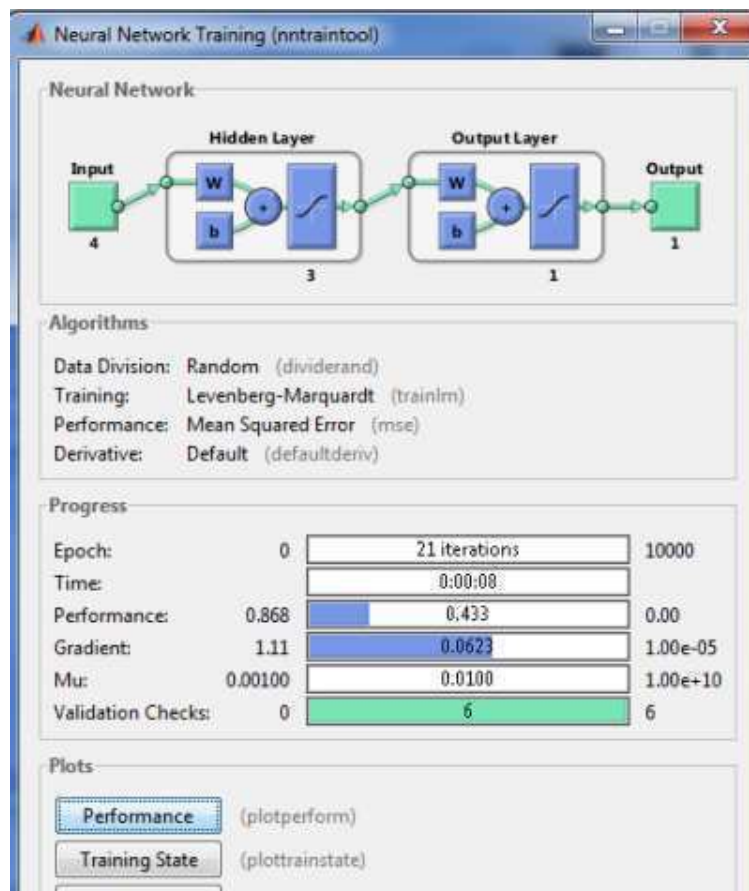 Neural Network Training (nntraintool)
Neural Network
Hidden Layer
Output Layer
Input
Output
W
b
+
W
b
+
4
3
1
1
Algorithms
Data Division: Random (dividerand)
Training: Levenberg-Marquardt (trainlm)
Performance: Mean Squared Error (mse)
Derivative: Default (defaultderiv)
Progress
Epoch: 0 21 iterations 10000
Time: 0:00:08
Performance: 0.868 0.433 0.00
Gradient: 1.11 0.0623 1.00e-05
Mu: 0.00100 0.0100 1.00e+10
Validation Checks: 0 6 6
Plots
Performance (plotperform)
Training State (plottrainstate)